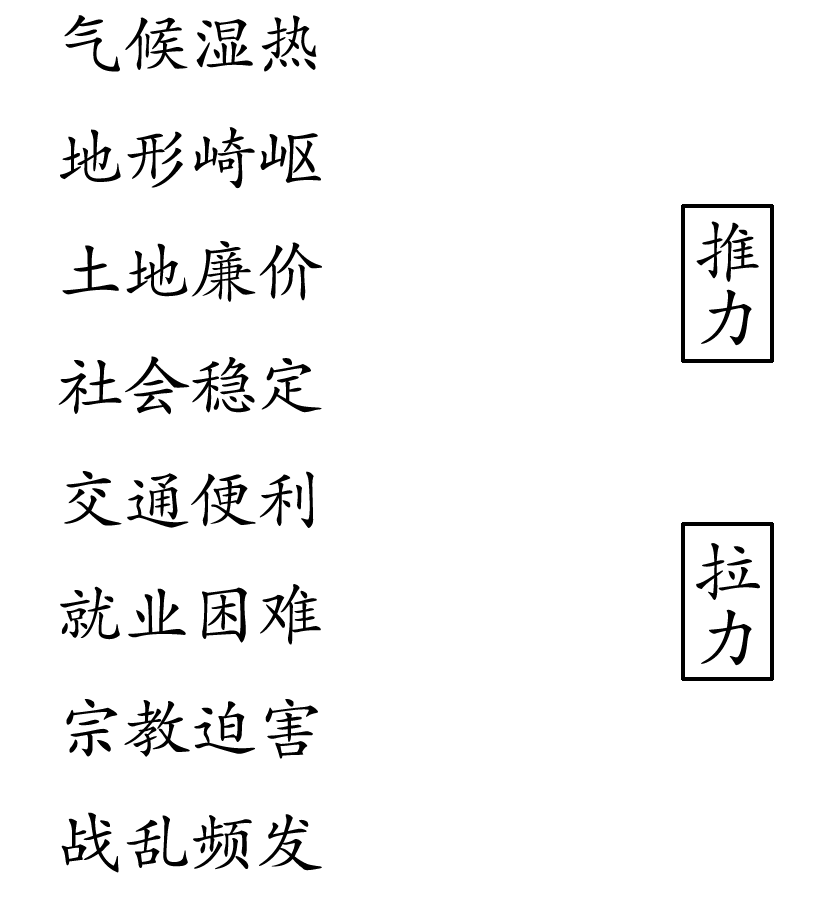 气候湿热
地形崎岖
土地廉价
社会稳定
交通便利
就业困难
宗教迫害
战乱频发
推力
拉力